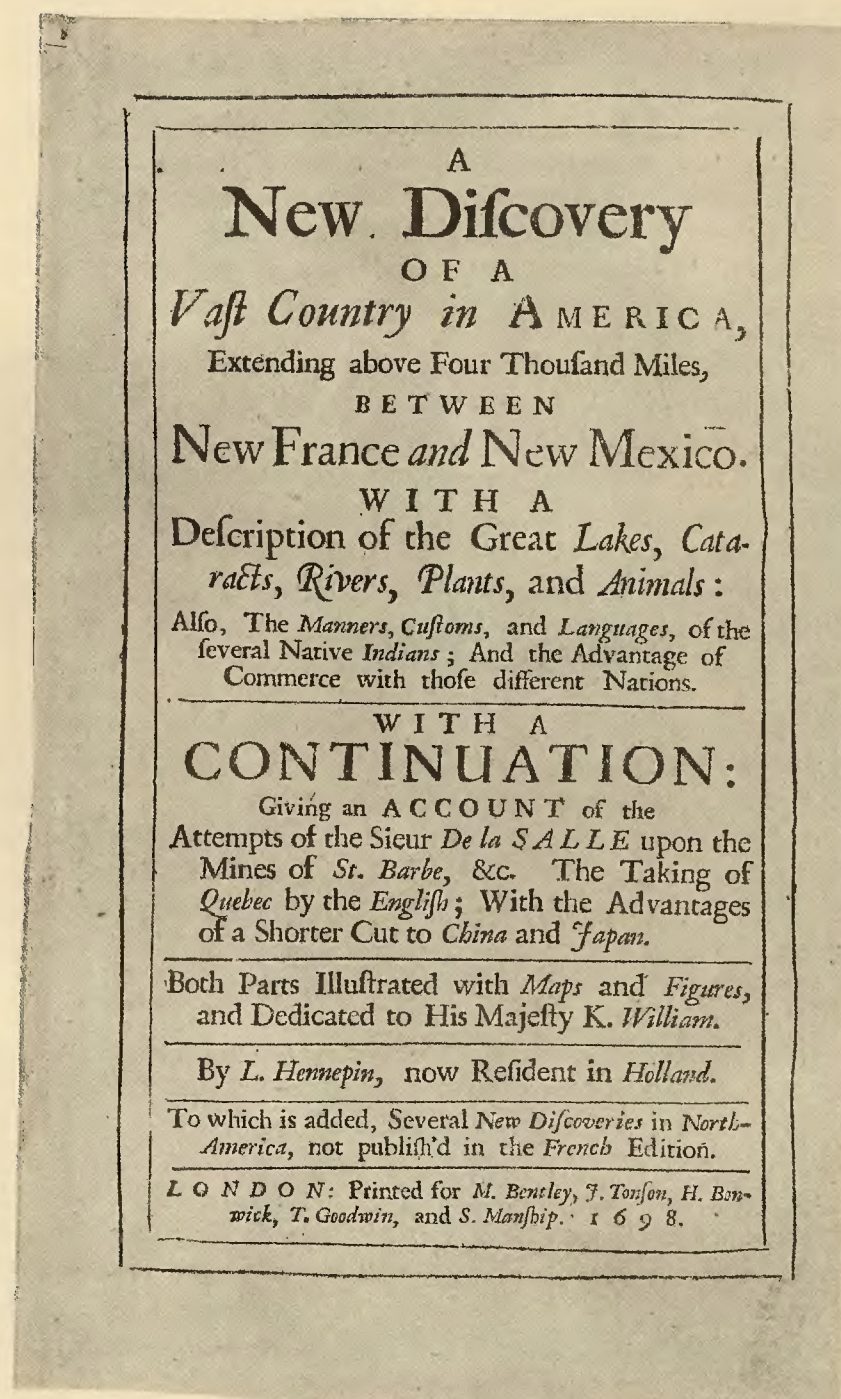 A
New Diſcovery
OF A
Vaſt Country in AMERICA,
Extending above Four Thouſand Miles,
BETWEEN
New France and New Mexico.
WITH A
Deſcription of the Great Lakes, Cata-
racts, Rivers, Plants, and Animals:
Alſo, The Manners, Cuſtoms, and Languages, of the
ſeveral Native Indians; And the Advantage of
Commerce with thoſe different Nations.
WITH A
CONTINUATION:
Giving an ACCOUNT of the
Attempts of the Sieur De la SALLE upon the
Mines of St. Barbe, &c. The Taking of
Quebec by the Engliſh; With the Advantages
of a Shorter Cut to China and Japan.
Both Parts Illuſtrated with Maps and Figures,
and Dedicated to His Majeſty K. William.
By L. Hennepin, now Reſident in Holland.
To which is added, Several New Diſcoveries in North-
America, not publiſh'd in the French Edition.
LONDON: Printed for M. Bentley, J. Tonſon, H. Bon-
wick, T. Goodwin, and S. Manſhip. 1698.